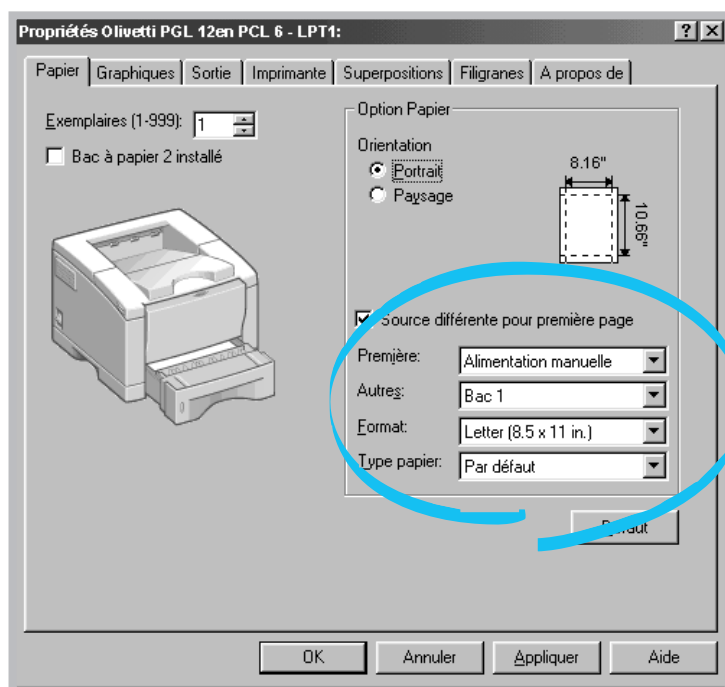 Propriétés Olivetti PGL 12en PCL 6 - LPT1:
Papier Graphiques Sortie Imprimante Superpositions Filigranes A propos de
Exemplaires (1-999): 1
Bac à papier 2 installé
Option Papier
Orientation
Portrait
Paysage
8.16"
10.66"
Source différente pour première page
Première: Alimentation manuelle
Autres: Bac 1
Format: Letter (8.5 x 11 in.)
Type papier: Par défaut
OK Annuler Appliquer Aide